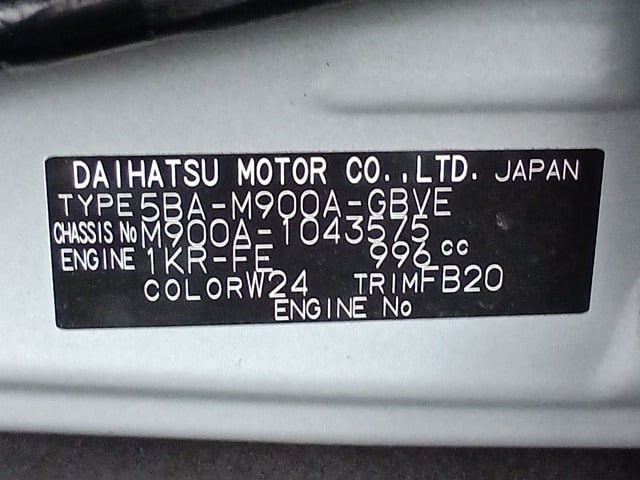 DAIHATSU MOTOR CO.,LTD. JAPAN
TYPE 5BA-M900A-GBVE
CHASSIS No M900A-1043575
ENGINE 1KR-FE 996 cc
COLOR W24 TRIM FB20
ENGINE No